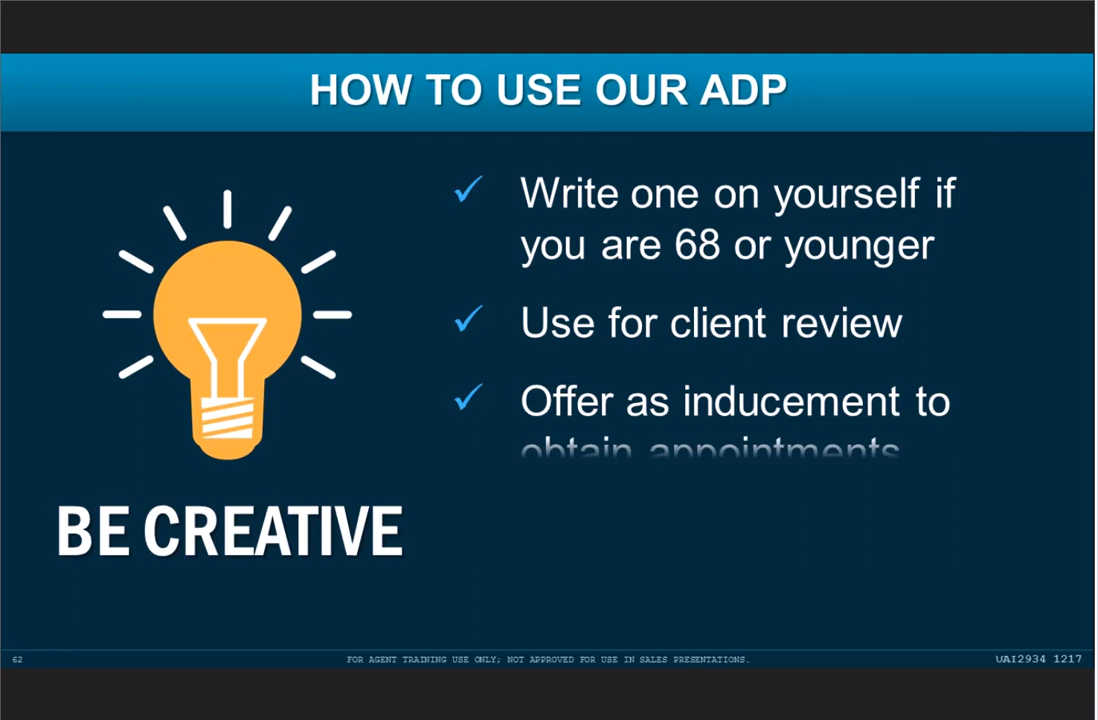 HOW TO USE OUR ADP
Write one on yourself if
you are 68 or younger
Use for client review
Offer as inducement to
obtain appointments
BE CREATIVE
62
FOR AGENT TRAINING USE ONLY; NOT APPROVED FOR USE IN SALES PRESENTATIONS.
UAI2934 1217